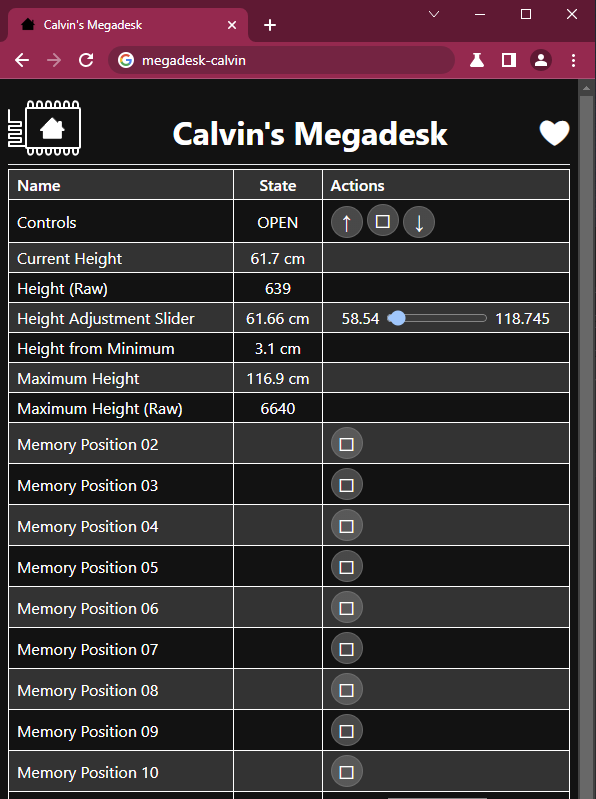 Calvin's Megadesk
megadesk-calvin
Calvin's Megadesk
Name State Actions
Controls OPEN ↑ □ ↓
Current Height 61.7 cm
Height (Raw) 639
Height Adjustment Slider 61.66 cm 58.54 118.745
Height from Minimum 3.1 cm
Maximum Height 116.9 cm
Maximum Height (Raw) 6640
Memory Position 02
Memory Position 03
Memory Position 04
Memory Position 05
Memory Position 06
Memory Position 07
Memory Position 08
Memory Position 09
Memory Position 10